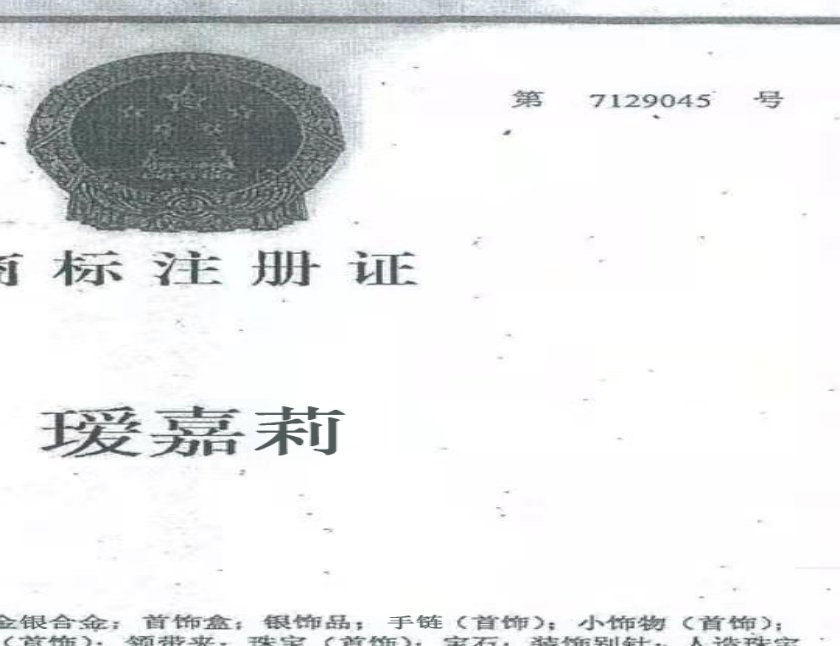 第 7129045 号
商标注册证
瑷嘉莉
金银合金；首饰盒；银饰品；手链（首饰）；小饰物（首饰）；
（首饰）；领带夹；珠宝（首饰）；宝石；装饰别针；人造珠宝